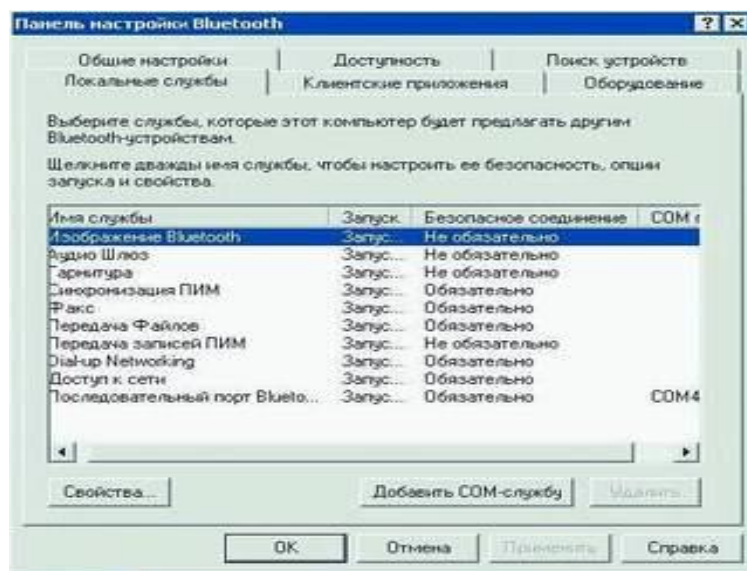 Панель настройки Bluetooth
Общие настройки Доступность Поиск устройств
Локальные службы Клиентские приложения Оборудование
Выберите службы, которые этот компьютер будет предлагать другим
Bluetooth-устройствам.
Щелкните дважды имя службы, чтобы настроить ее безопасность, опции
запуска и свойства.
Имя службы Запуск Безопасное соединение COM г
Изображение Bluetooth Запус... Не обязательно
Аудио Шлюз Запус... Не обязательно
Гарнитура Запус... Не обязательно
Синхронизация ПИМ Запус... Обязательно
Факс Запус... Обязательно
Передача Файлов Запус... Обязательно
Передача записей ПИМ Запус... Не обязательно
Dial-up Networking Запус... Обязательно
Доступ к сети Запус... Обязательно
Последовательный порт Blueto... Запус... Обязательно COM4
Свойства... Добавить COM-службу Удалить
OK Отмена Применить Справка